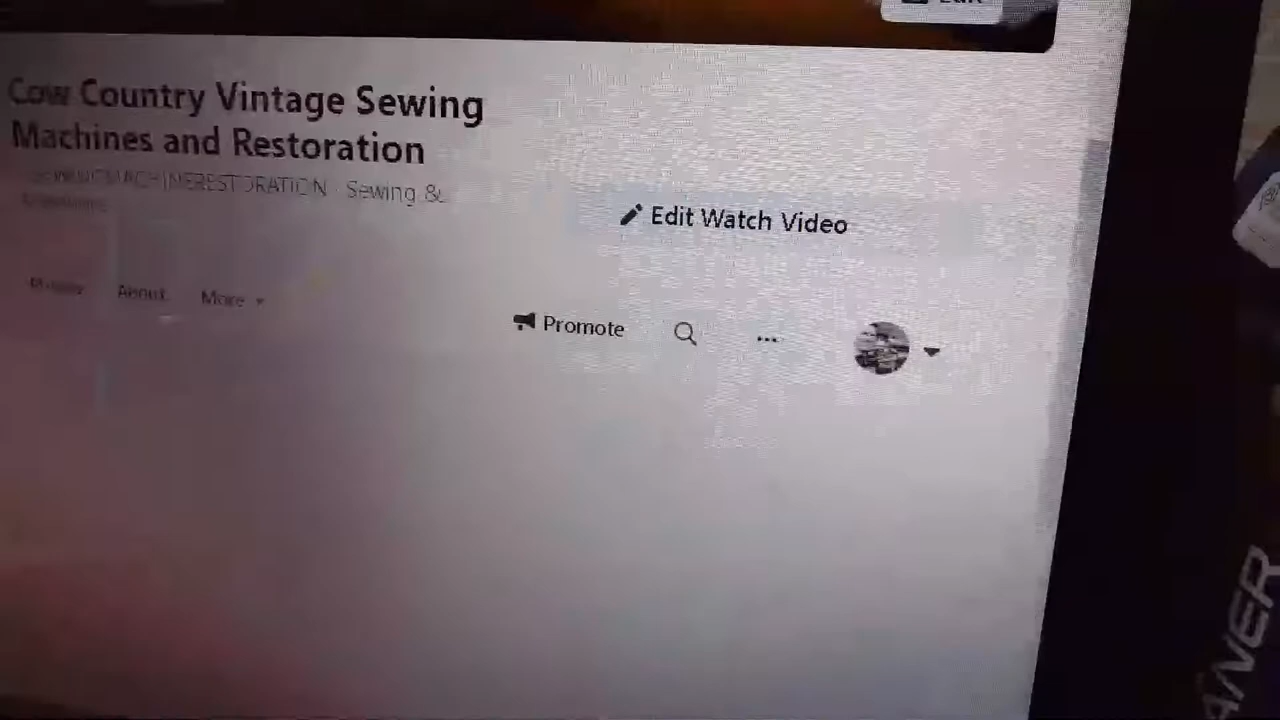 Cow Country Vintage Sewing
Machines and Restoration
Sewing &
Edit Watch Video
About
More
Promote
...